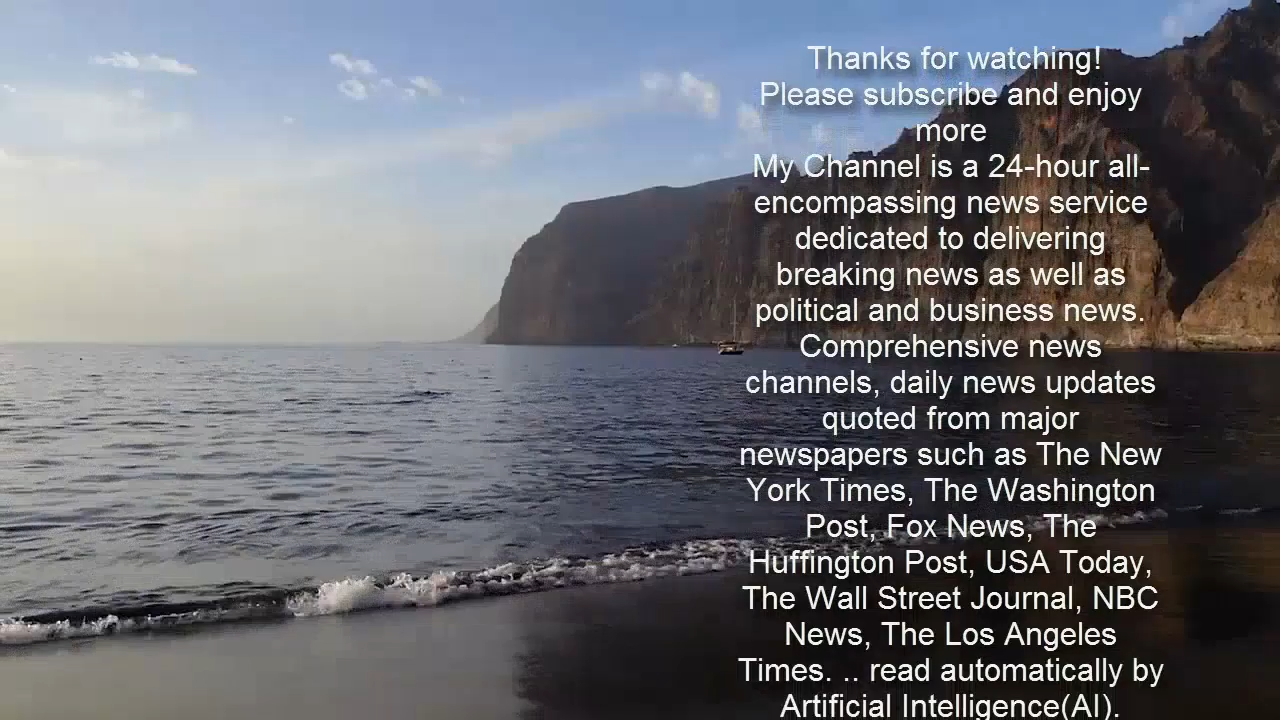 Thanks for watching!
Please subscribe and enjoy
more
My Channel is a 24-hour all-
encompassing news service
dedicated to delivering
breaking news as well as
political and business news.
Comprehensive news
channels, daily news updates
quoted from major
newspapers such as The New
York Times, The Washington
Post, Fox News, The
Huffington Post, USA Today,
The Wall Street Journal, NBC
News, The Los Angeles
Times. .. read automatically by
Artificial Intelligence(AI).